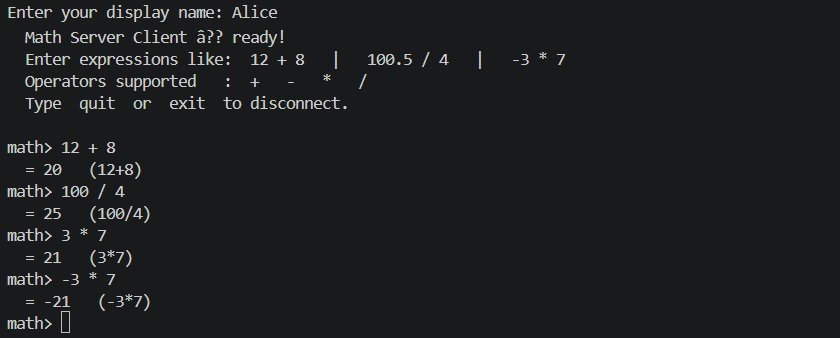 Enter your display name: Alice
Math Server Client â?? ready!
Enter expressions like:  12 + 8   |   100.5 / 4   |   -3 * 7
Operators supported   :  +   -   *   /
Type  quit  or  exit  to disconnect.
math> 12 + 8
= 20   (12+8)
math> 100 / 4
= 25   (100/4)
math> 3 * 7
= 21   (3*7)
math> -3 * 7
= -21   (-3*7)
math>